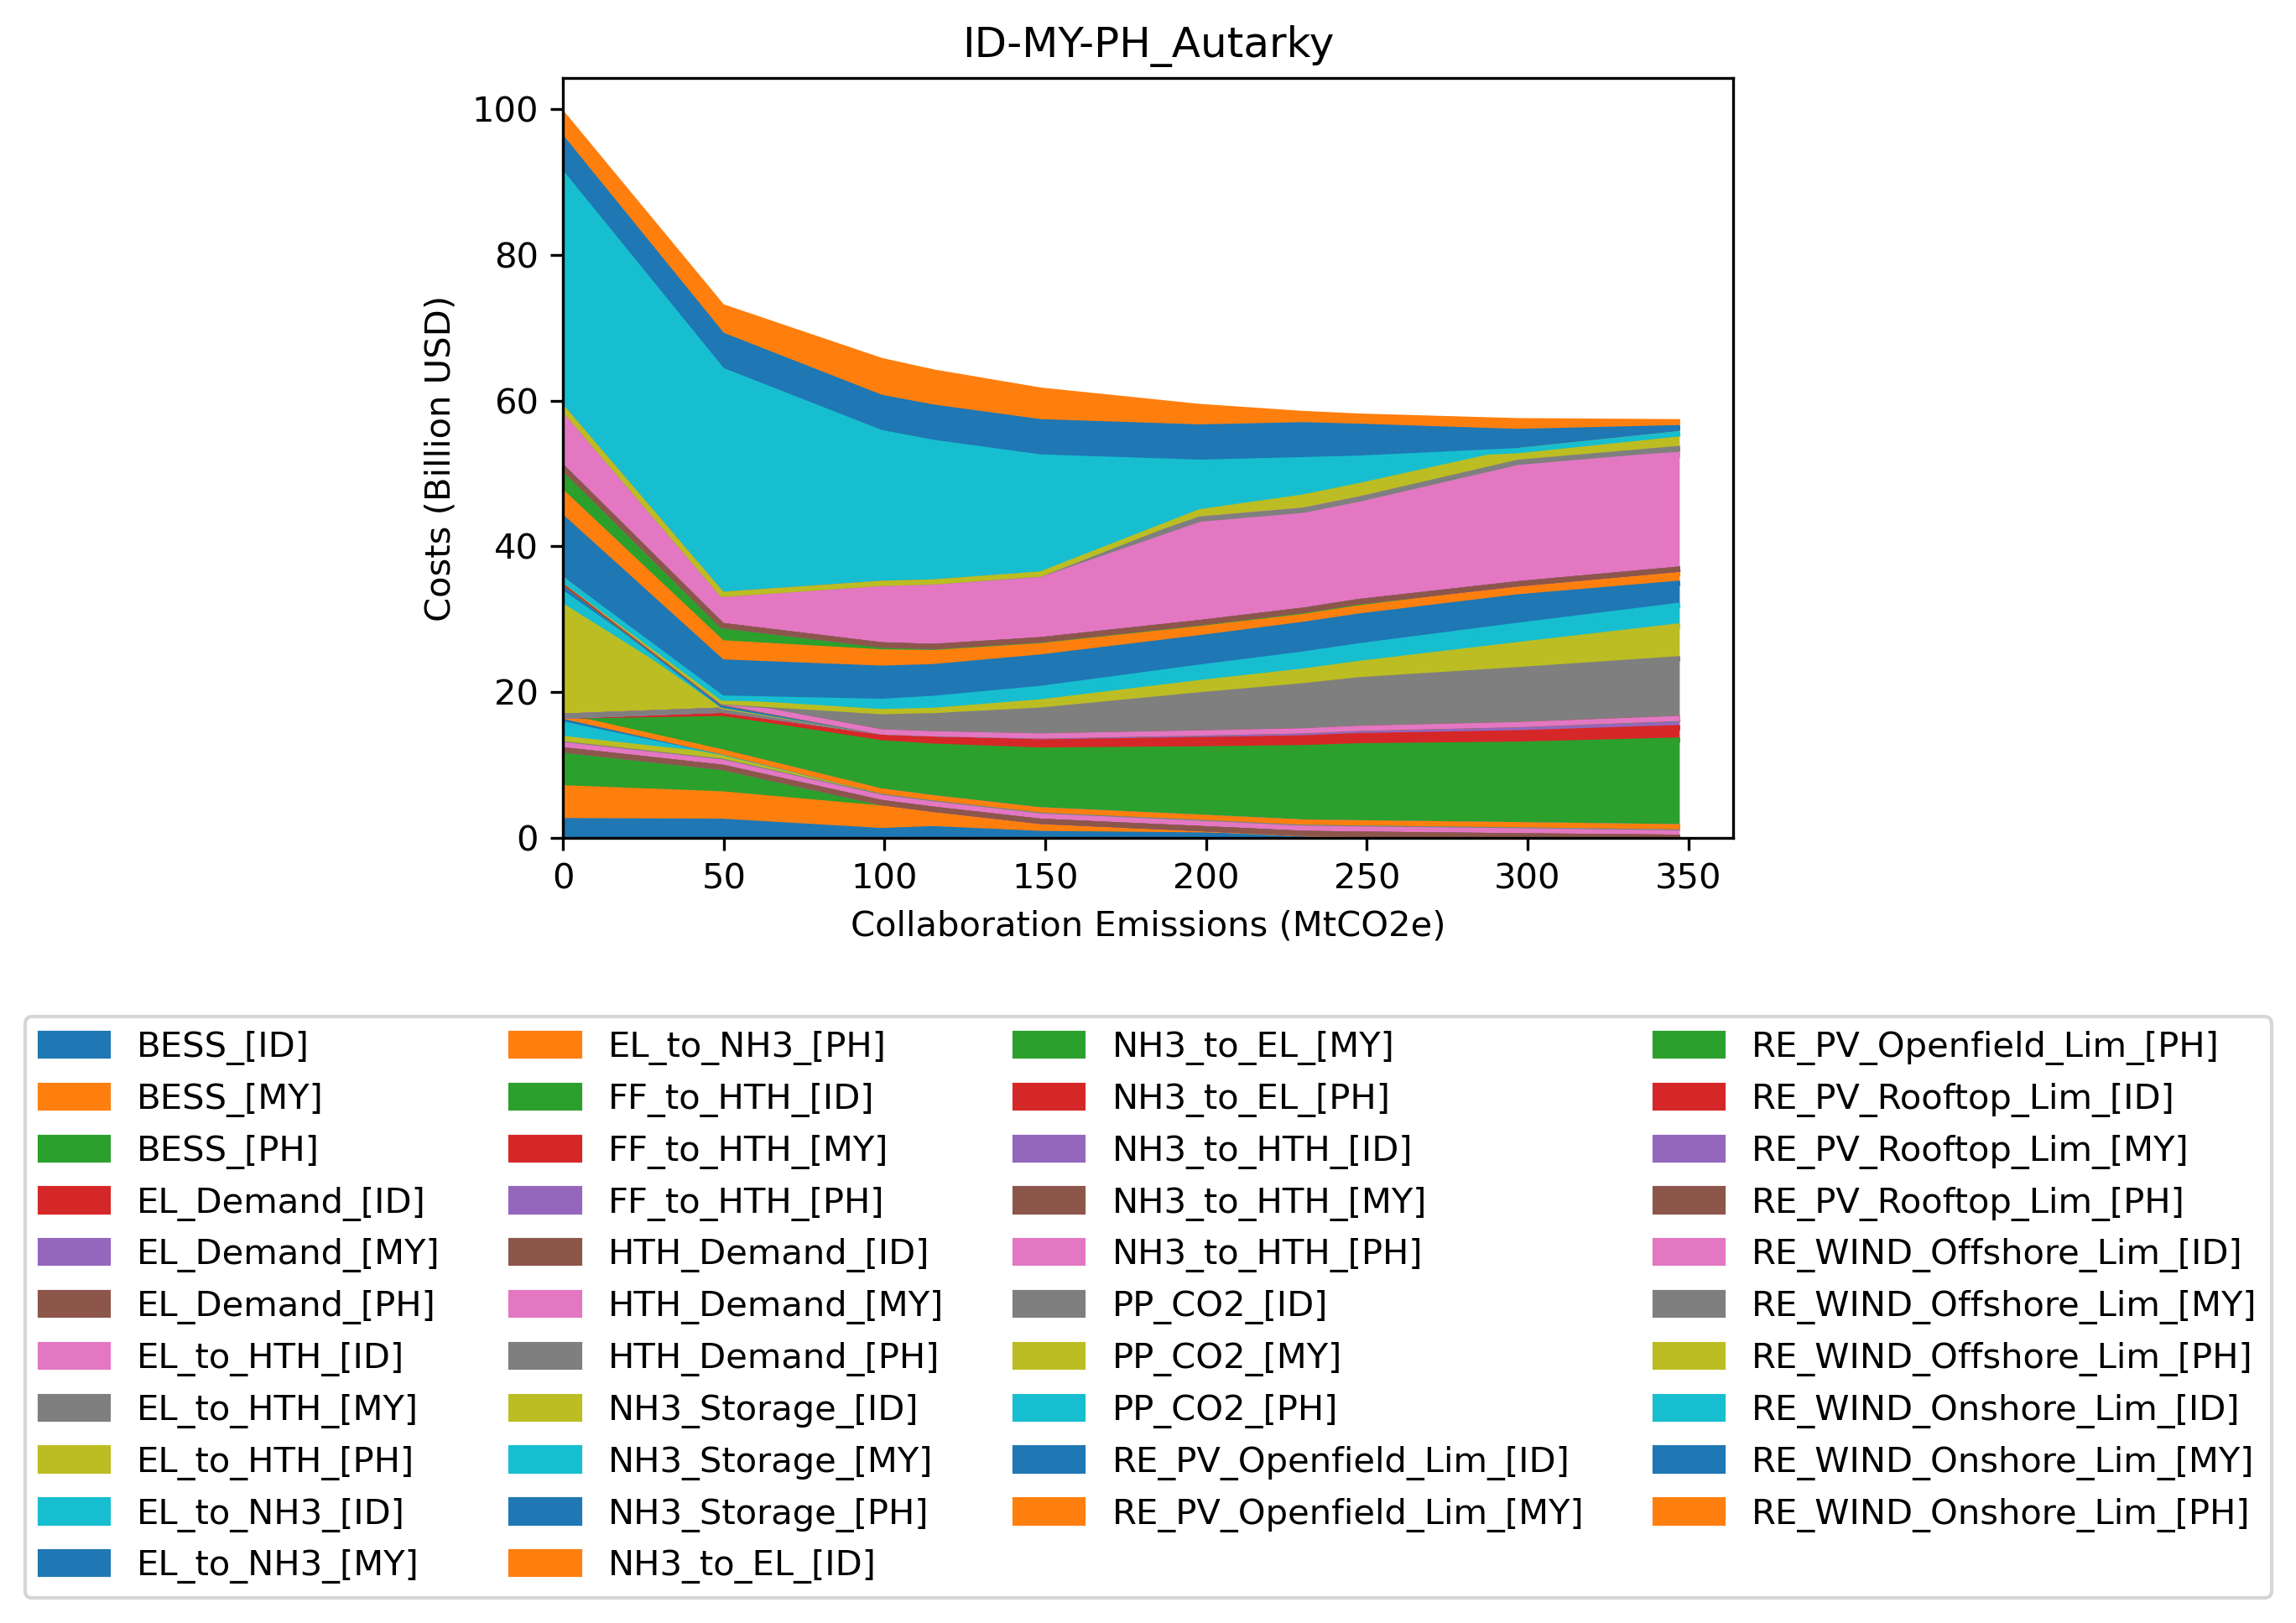 ID-MY-PH_Autarky
100
80
60
40
20
0
Costs (Billion USD)
0 50 100 150 200 250 300 350
Collaboration Emissions (MtCO2e)
BESS_[ID]
BESS_[MY]
BESS_[PH]
EL_Demand_[ID]
EL_Demand_[MY]
EL_Demand_[PH]
EL_to_HTH_[ID]
EL_to_HTH_[MY]
EL_to_HTH_[PH]
EL_to_NH3_[ID]
EL_to_NH3_[MY]
EL_to_NH3_[PH]
FF_to_HTH_[ID]
FF_to_HTH_[MY]
FF_to_HTH_[PH]
HTH_Demand_[ID]
HTH_Demand_[MY]
HTH_Demand_[PH]
NH3_Storage_[ID]
NH3_Storage_[MY]
NH3_Storage_[PH]
NH3_to_EL_[ID]
NH3_to_EL_[MY]
NH3_to_EL_[PH]
NH3_to_HTH_[ID]
NH3_to_HTH_[MY]
NH3_to_HTH_[PH]
PP_CO2_[ID]
PP_CO2_[MY]
PP_CO2_[PH]
RE_PV_Openfield_Lim_[ID]
RE_PV_Openfield_Lim_[MY]
RE_PV_Openfield_Lim_[PH]
RE_PV_Rooftop_Lim_[ID]
RE_PV_Rooftop_Lim_[MY]
RE_PV_Rooftop_Lim_[PH]
RE_WIND_Offshore_Lim_[ID]
RE_WIND_Offshore_Lim_[MY]
RE_WIND_Offshore_Lim_[PH]
RE_WIND_Onshore_Lim_[ID]
RE_WIND_Onshore_Lim_[MY]
RE_WIND_Onshore_Lim_[PH]